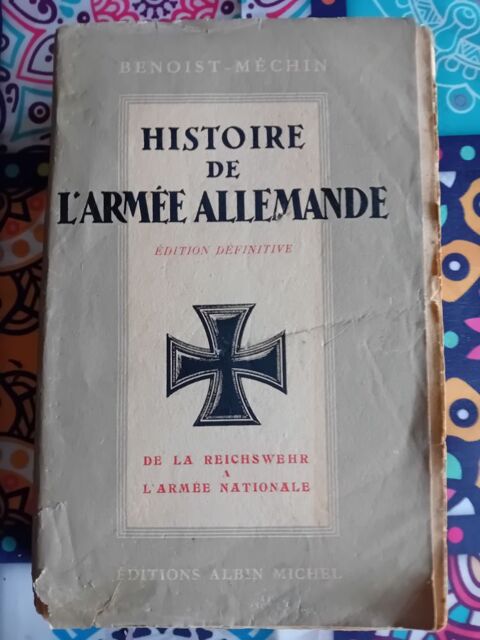 BENOIST-MÉCHIN
HISTOIRE
DE
L'ARMÉE ALLEMANDE
ÉDITION DÉFINITIVE
DE LA REICHSWEHR
A
L'ARMÉE NATIONALE
ÉDITIONS ALBIN MICHEL